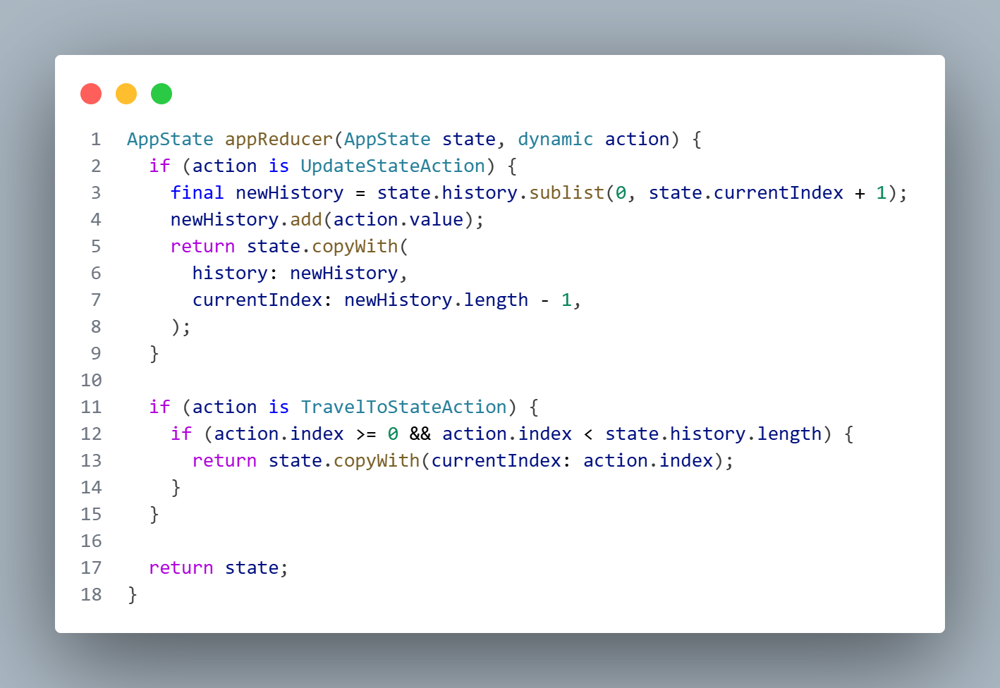 1 AppState appReducer(AppState state, dynamic action) {
2   if (action is UpdateStateAction) {
3     final newHistory = state.history.sublist(0, state.currentIndex + 1);
4     newHistory.add(action.value);
5     return state.copyWith(
6       history: newHistory,
7       currentIndex: newHistory.length - 1,
8     );
9   }
10
11   if (action is TravelToStateAction) {
12     if (action.index >= 0 && action.index < state.history.length) {
13       return state.copyWith(currentIndex: action.index);
14     }
15   }
16
17   return state;
18 }